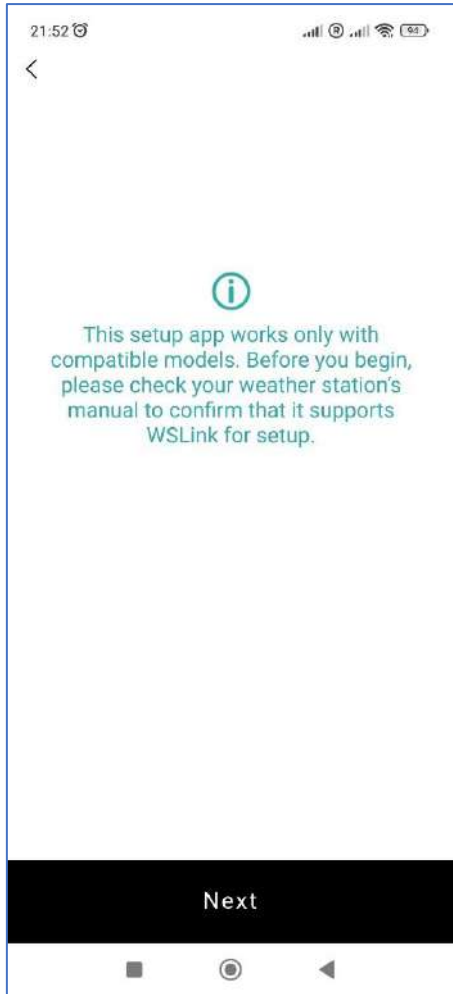 21:52
R
94
This setup app works only with
compatible models. Before you begin,
please check your weather station's
manual to confirm that it supports
WSLink for setup.
Next